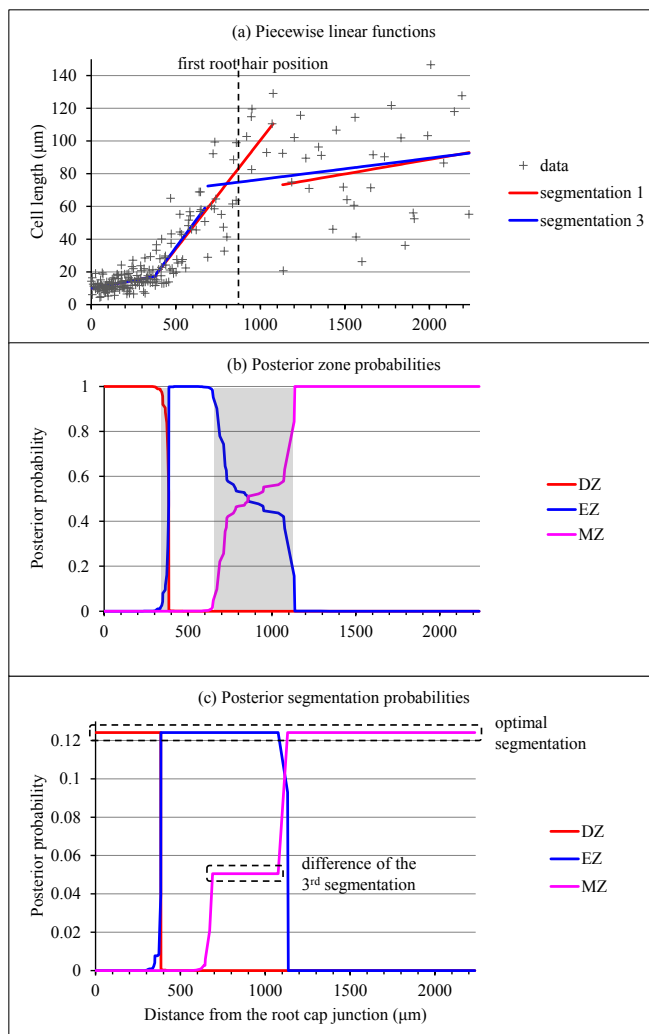 (a) Piecewise linear functions
first root hair position
140
120
100
80
60
40
20
0
Cell length (µm)
0 500 1000 1500 2000
data
segmentation 1
segmentation 3
(b) Posterior zone probabilities
1
0.8
0.6
0.4
0.2
0
Posterior probability
0 500 1000 1500 2000
DZ
EZ
MZ
(c) Posterior segmentation probabilities
optimal
segmentation
0.12
0.1
0.08
0.06
0.04
0.02
0
Posterior probability
difference of the
3rd segmentation
DZ
EZ
MZ
0 500 1000 1500 2000
Distance from the root cap junction (µm)